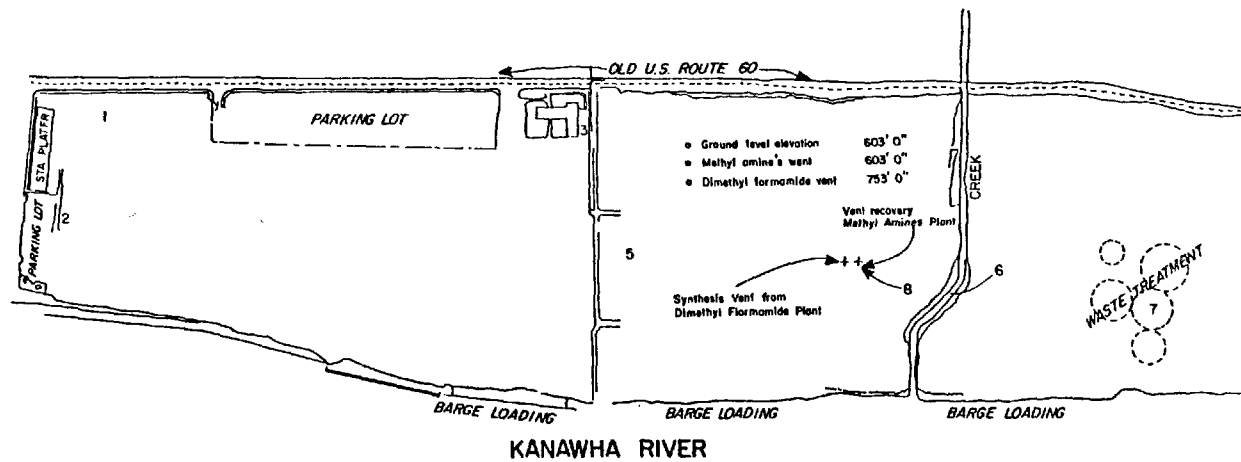 OLD U.S. ROUTE 60
1
PARKING LOT
3
STA PLATER
PARKING LOT
2
9
• Ground level elevation 603' 0"
• Methyl amine's vent 603' 0"
• Dimethyl formamide vent 753' 0"
CREEK
Vent recovery
Methyl Amines Plant
5
8
6
Synthesis Vent from
Dimethyl Flormamide Plant
WASTE TREATMENT
7
BARGE LOADING
BARGE LOADING
BARGE LOADING
KANAWHA RIVER